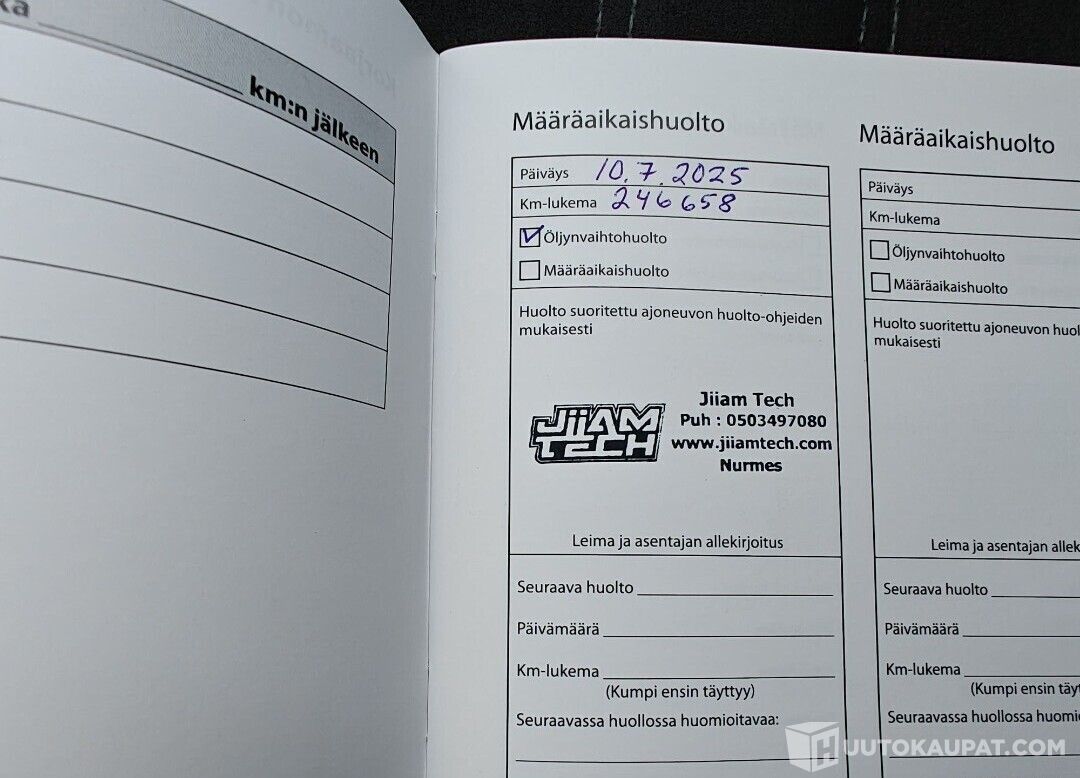 km:n jälkeen
Määräaikaishuolto
Päiväys 10.7.2025
Km-lukema 246658
Öljynvaihtohuolto
Määräaikaishuolto
Huolto suoritettu ajoneuvon huolto-ohjeiden
mukaisesti
JiiAM
TECH
Jiiam Tech
Puh : 0503497080
www.jiiamtech.com
Nurmes
Leima ja asentajan allekirjoitus
Seuraava huolto
Päivämäärä
Km-lukema
(Kumpi ensin täyttyy)
Seuraavassa huollossa huomioitavaa:
Määräaikaishuolto
Päiväys
Km-lukema
Öljynvaihtohuolto
Määräaikaishuolto
Huolto suoritettu ajoneuvon
mukaisesti
Leima ja asentajan
Seuraava huolto
Päivämäärä
Km-lukema
(Kumpi ensin
Seuraavassa huollossa
HUUTOKAUPAT.COM